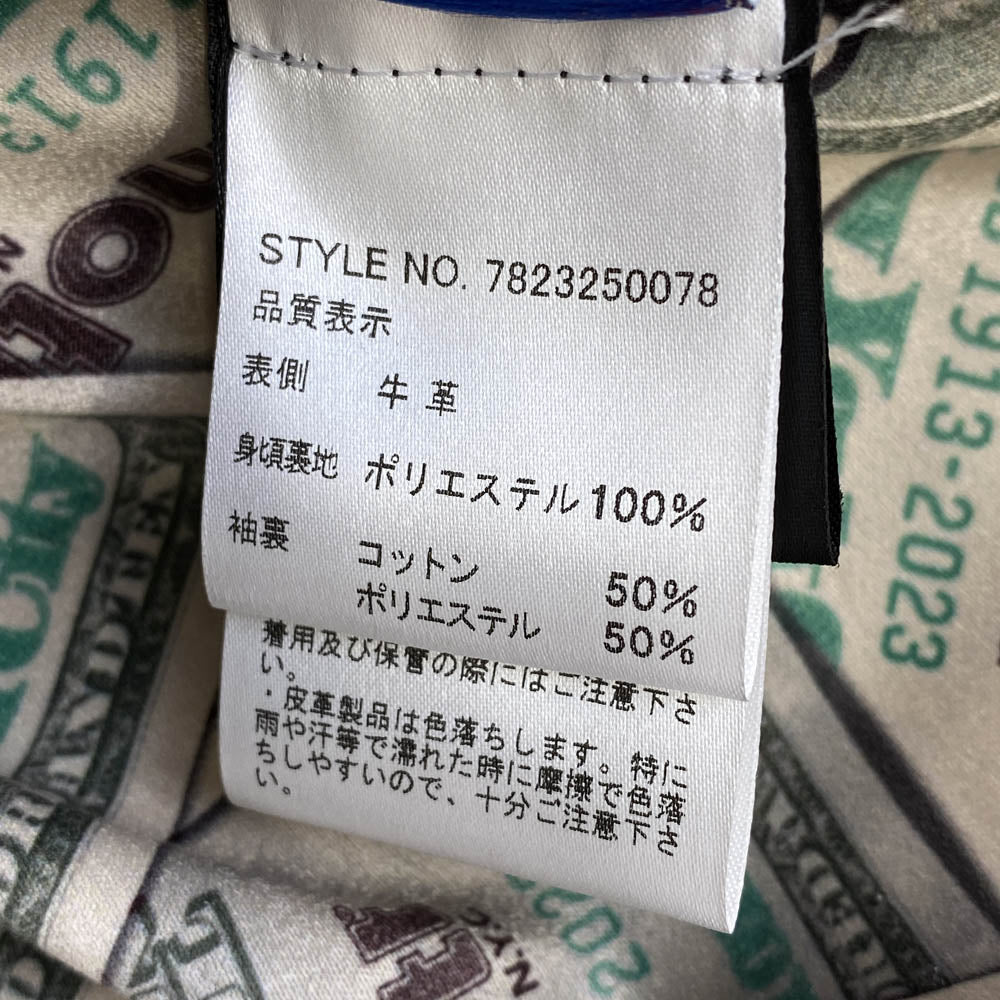 STYLE NO. 7823250078
品質表示
表側 牛革
身頃裏地 ポリエステル100%
袖裏 コットン 50%
ポリエステル 50%
着用及び保管の際にはご注意下さ
い。
・皮革製品は色落ちします。特に
雨や汗等で濡れた時に摩擦で色落
ちしやすいので、十分ご注意下さ
い。
1913
1913-2023